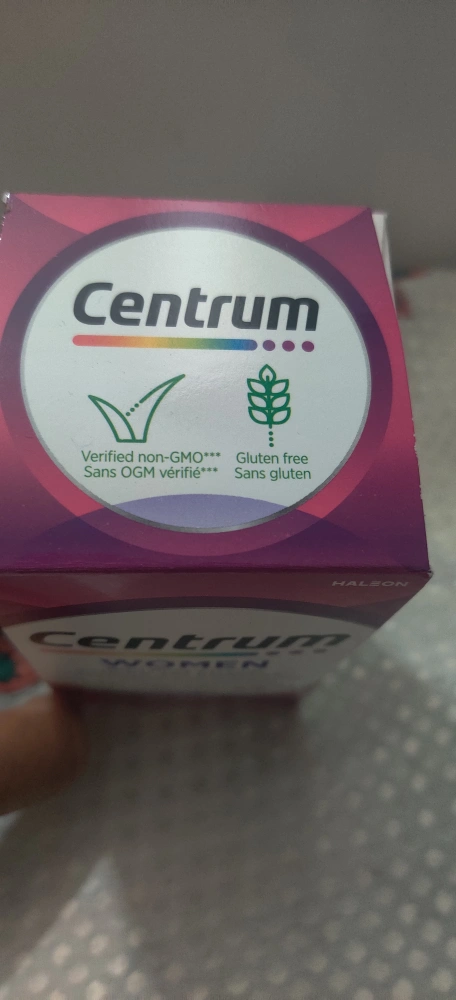 Centrum
Verified non-GMO***
Sans OGM vérifié***
Gluten free
Sans gluten
HALEON
Centrum
WOMEN